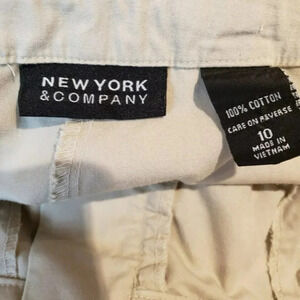 NEW YORK
& COMPANY
100% COTTON
CARE ON REVERSE
10
MADE IN
VIETNAM